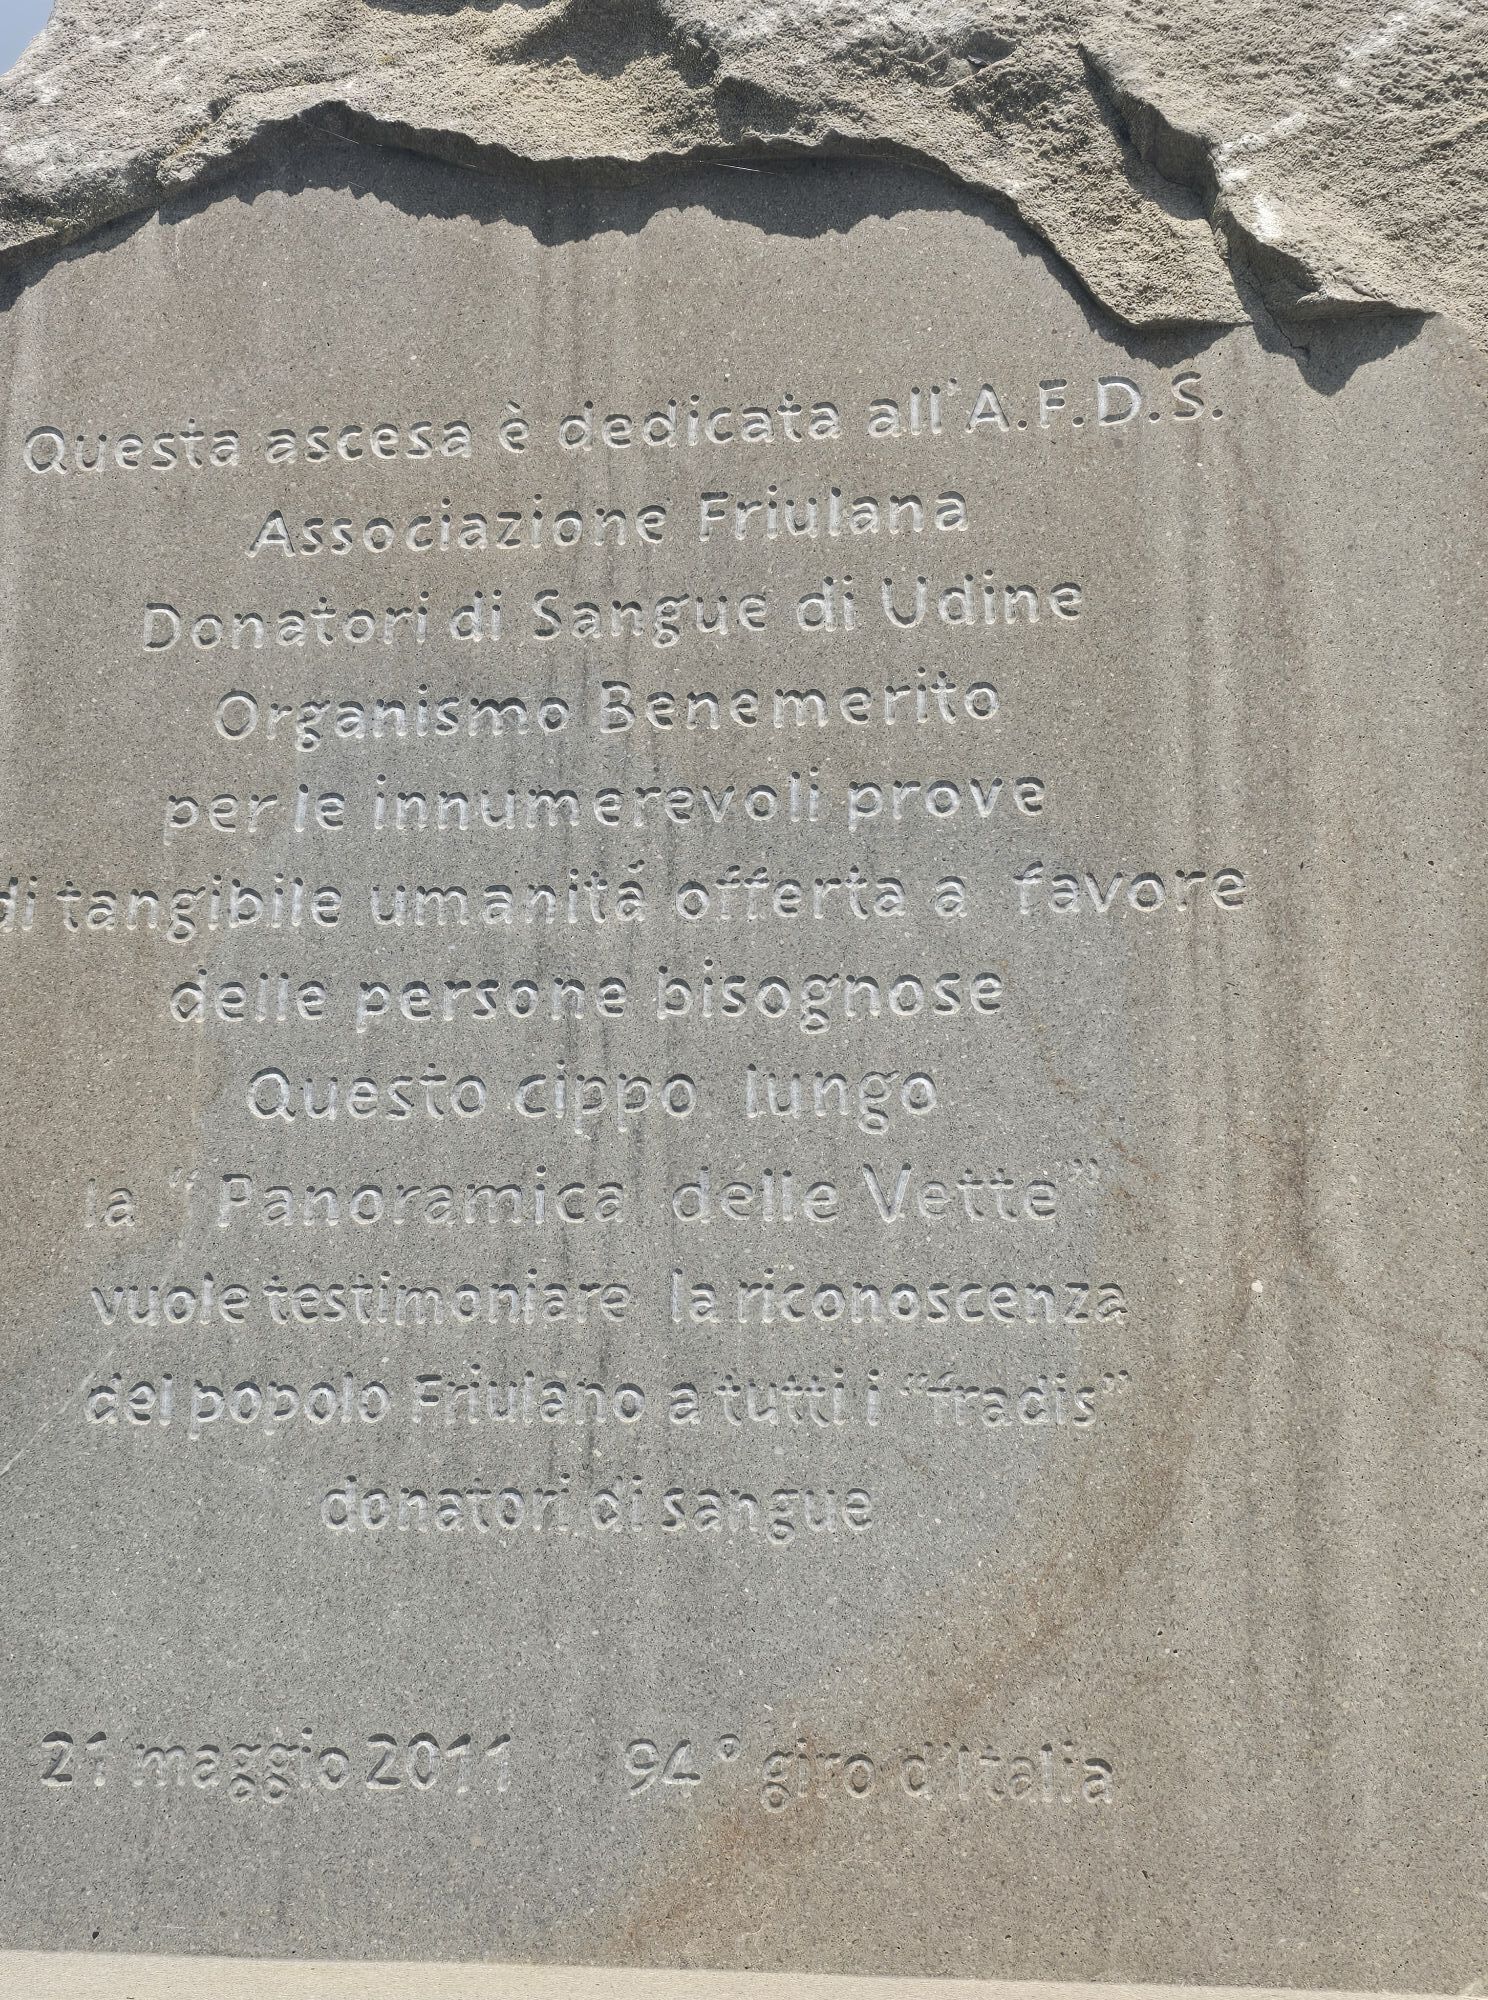 Questa ascesa è dedicata all'A.F.D.S.
Associazione Friulana
Donatori di Sangue di Udine
Organismo Benemerito
per le innumerevoli prove
di tangibile umanitá offerta a favore
delle persone bisognose
Questo cippo lungo
la "Panoramica delle Vette"
vuole testimoniare la riconoscenza
del popolo Friulano a tutti i "fradis"
donatori di sangue
21 maggio 2011 94° giro d'Italia